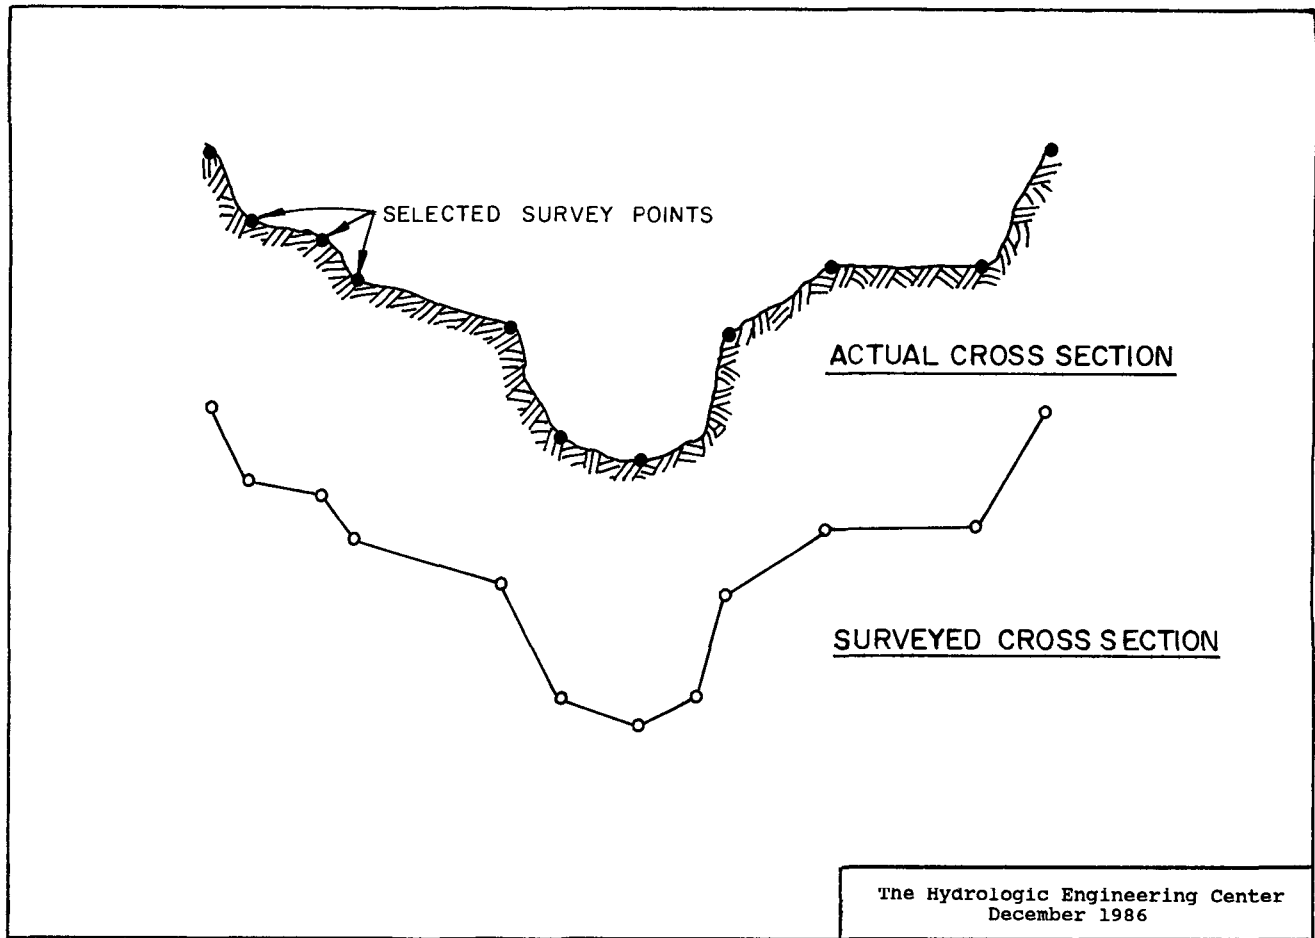 SELECTED SURVEY POINTS
ACTUAL CROSS SECTION
SURVEYED CROSS SECTION
The Hydrologic Engineering Center
December 1986